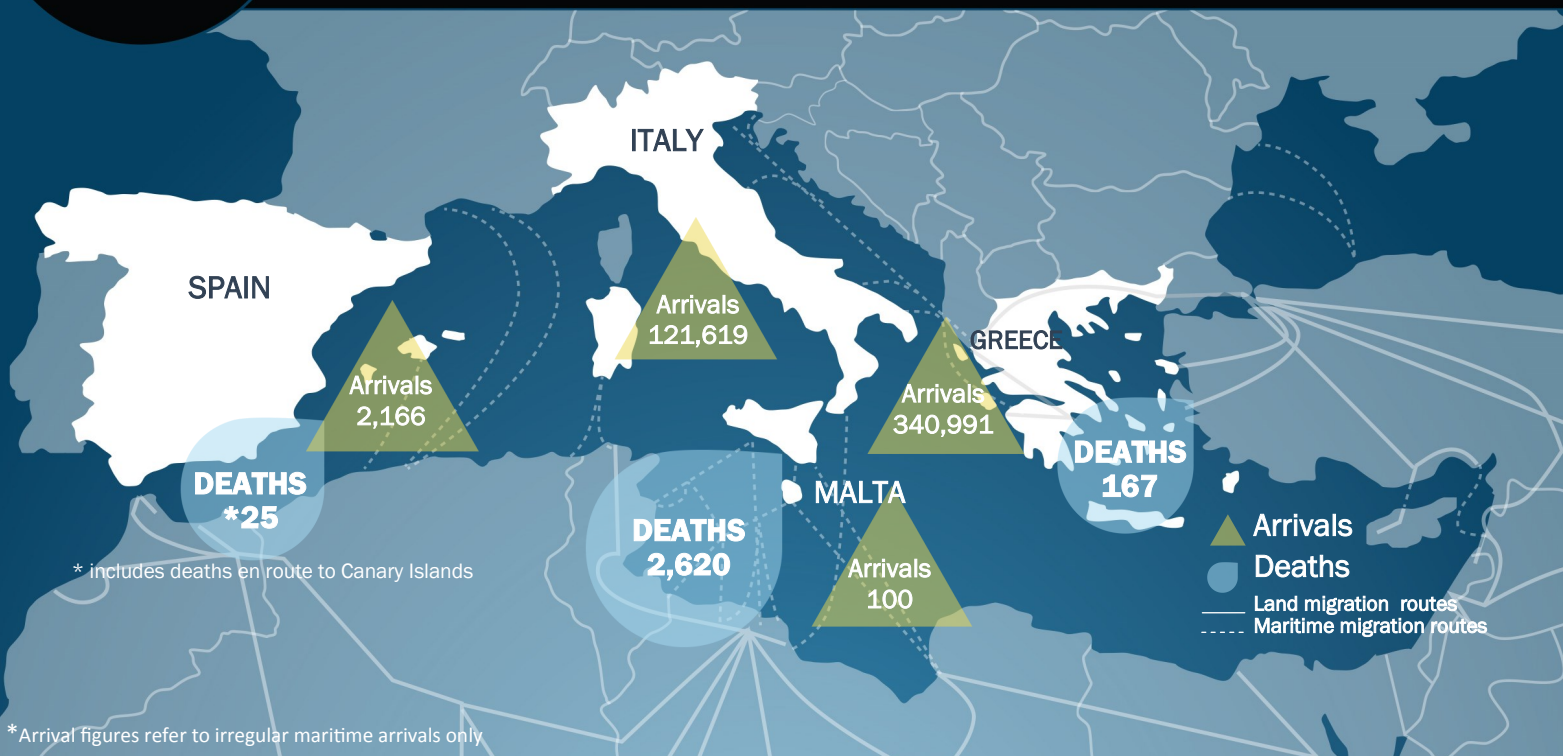 ITALY
SPAIN
Arrivals
121,619
GREECE
Arrivals
2,166
Arrivals
340,991
DEATHS
*25
DEATHS
167
MALTA
DEATHS
2,620
Arrivals
100
* includes deaths en route to Canary Islands
Arrivals
Deaths
Land migration routes
Maritime migration routes
*Arrival figures refer to irregular maritime arrivals only